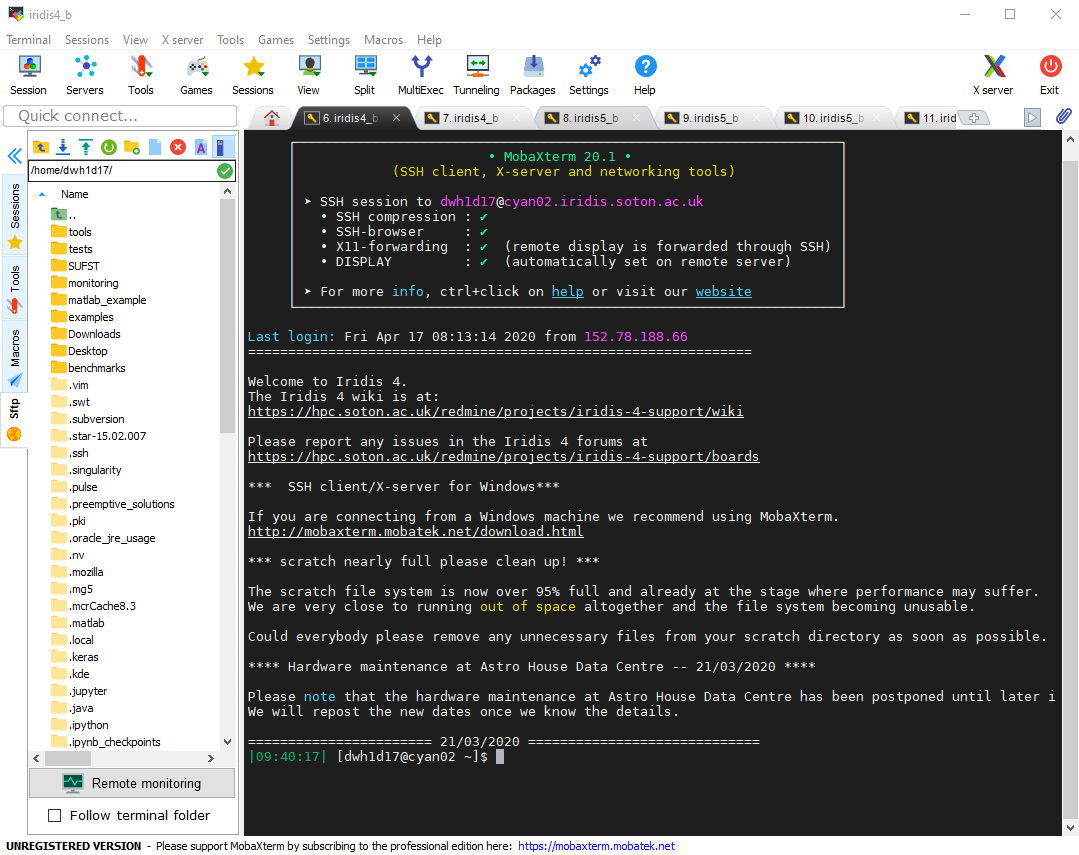 iridis4_b
Terminal Sessions View X server Tools Games Settings Macros Help
Session Servers Tools Games Sessions View Split MultiExec Tunneling Packages Settings Help X server Exit
Quick connect...
6. iridis4_b 7. iridis4_b 8. iridis5_b 9. iridis5_b 10. iridis5_b 11. irid
/home/dwh1d17/
Name
..
tools
tests
SUFST
monitoring
matlab_example
examples
Downloads
Desktop
benchmarks
.vim
.swt
.subversion
.star-15.02.007
.ssh
.singularity
.pulse
.preemptive_solutions
.pki
.oracle_jre_usage
.nv
.mozilla
.mg5
.mcrCache8.3
.matlab
.local
.keras
.kde
.jupyter
.java
.ipython
.ipynb_checkpoints
Sessions
Tools
Macros
Sftp
Remote monitoring
Follow terminal folder
• MobaXterm 20.1 •
(SSH client, X-server and networking tools)
➤ SSH session to dwh1d17@cyan02.iridis.soton.ac.uk
• SSH compression : ✔
• SSH-browser : ✔
• X11-forwarding : ✔ (remote display is forwarded through SSH)
• DISPLAY : ✔ (automatically set on remote server)
➤ For more info, ctrl+click on help or visit our website
Last login: Fri Apr 17 08:13:14 2020 from 152.78.188.66
===============================================================
Welcome to Iridis 4.
The Iridis 4 wiki is at:
https://hpc.soton.ac.uk/redmine/projects/iridis-4-support/wiki
Please report any issues in the Iridis 4 forums at
https://hpc.soton.ac.uk/redmine/projects/iridis-4-support/boards
***  SSH client/X-server for Windows***
If you are connecting from a Windows machine we recommend using MobaXterm.
http://mobaxterm.mobatek.net/download.html
*** scratch nearly full please clean up! ***
The scratch file system is now over 95% full and already at the stage where performance may suffer.
We are very close to running out of space altogether and the file system becoming unusable.
Could everybody please remove any unnecessary files from your scratch directory as soon as possible.
**** Hardware maintenance at Astro House Data Centre -- 21/03/2020 ****
Please note that the hardware maintenance at Astro House Data Centre has been postponed until later i
We will repost the new dates once we know the details.
======================= 21/03/2020 =============================
|09:40:17| [dwh1d17@cyan02 ~]$
UNREGISTERED VERSION - Please support MobaXterm by subscribing to the professional edition here: https://mobaxterm.mobatek.net